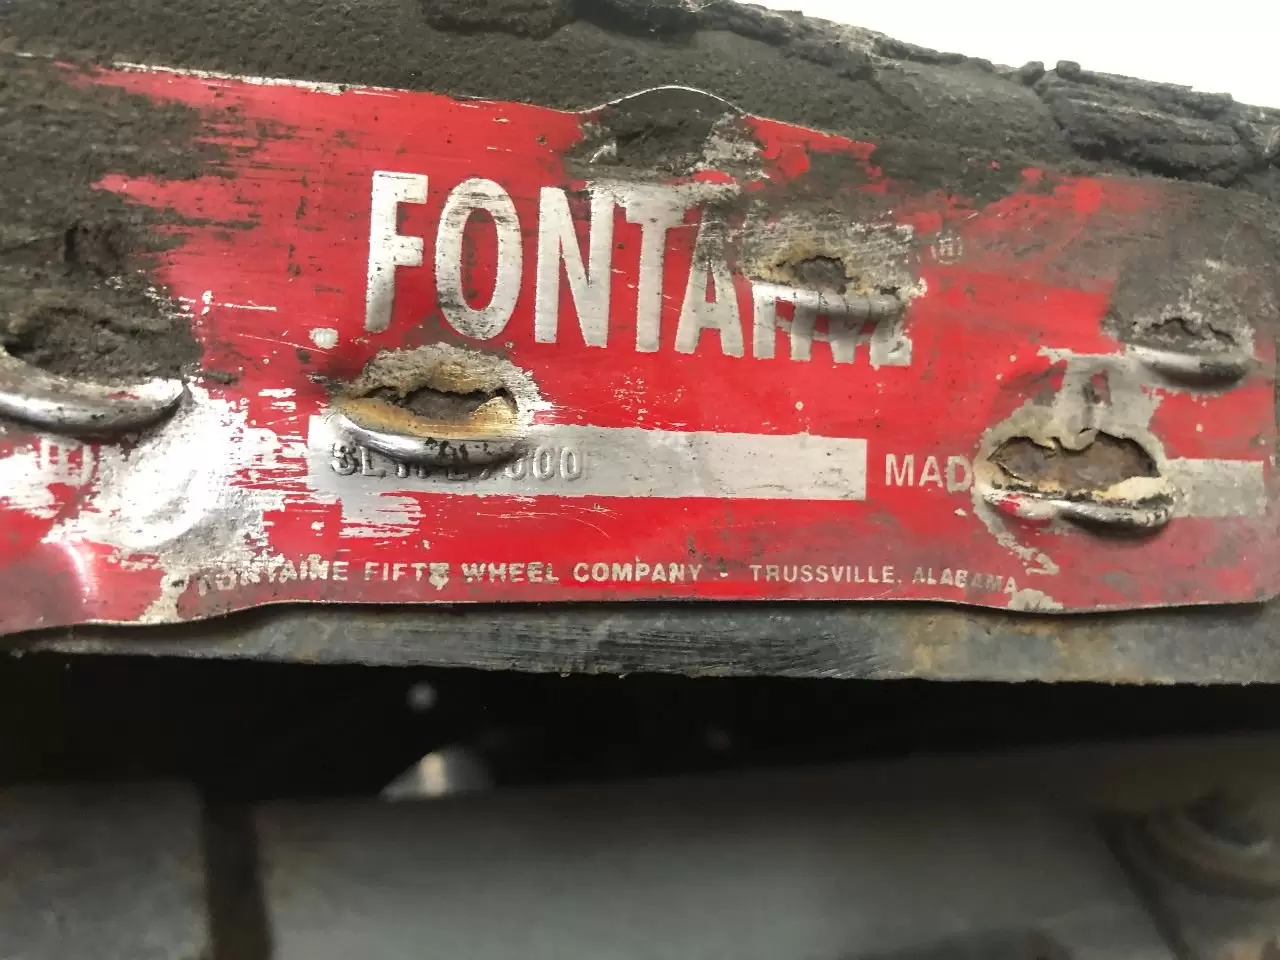 FONTAINE
MAD
FONTAINE FIFTH WHEEL COMPANY - TRUSSVILLE, ALABAMA